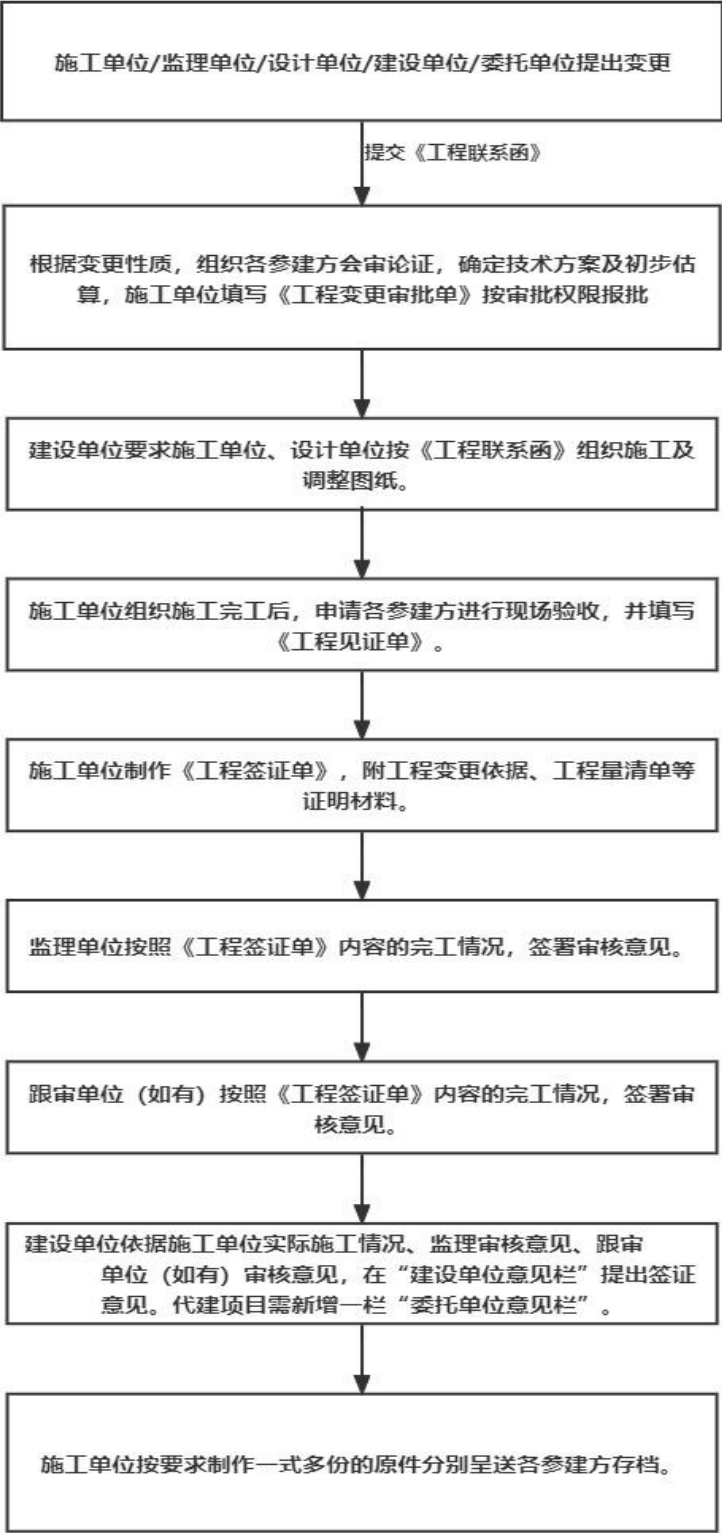 施工单位/监理单位/设计单位/建设单位/委托单位提出变更
提交《工程联系函》
根据变更性质，组织各参建方会审论证，确定技术方案及初步估
算，施工单位填写《工程变更审批单》按审批权限报批
建设单位要求施工单位、设计单位按《工程联系函》组织施工及
调整图纸。
施工单位组织施工完工后，申请各参建方进行现场验收，并填写
《工程见证单》。
施工单位制作《工程签证单》，附工程变更依据、工程量清单等
证明材料。
监理单位按照《工程签证单》内容的完工情况，签署审核意见。
跟审单位（如有）按照《工程签证单》内容的完工情况，签署审
核意见。
建设单位依据施工单位实际施工情况、监理审核意见、跟审
单位（如有）审核意见，在“建设单位意见栏”提出签证
意见。代建项目需新增一栏“委托单位意见栏”。
施工单位按要求制作一式多份的原件分别呈送各参建方存档。